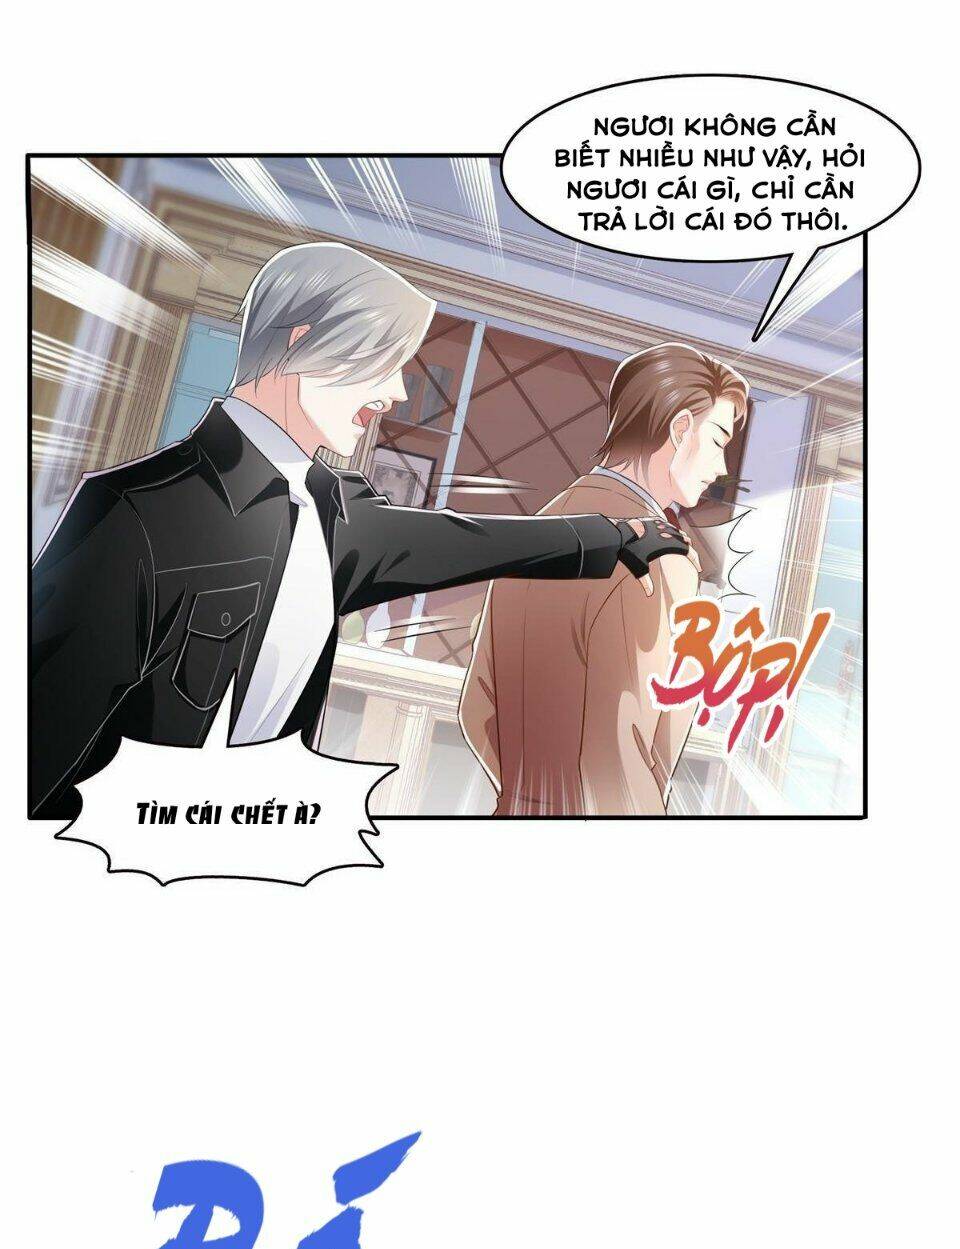 NGƯƠI KHÔNG CẦN
BIẾT NHIỀU NHƯ VẬY, HỎI
NGƯƠI CÁI GÌ, CHỈ CẦN
TRẢ LỜI CÁI ĐÓ THÔI.
BỘP!
TÌM CÁI CHẾT À?